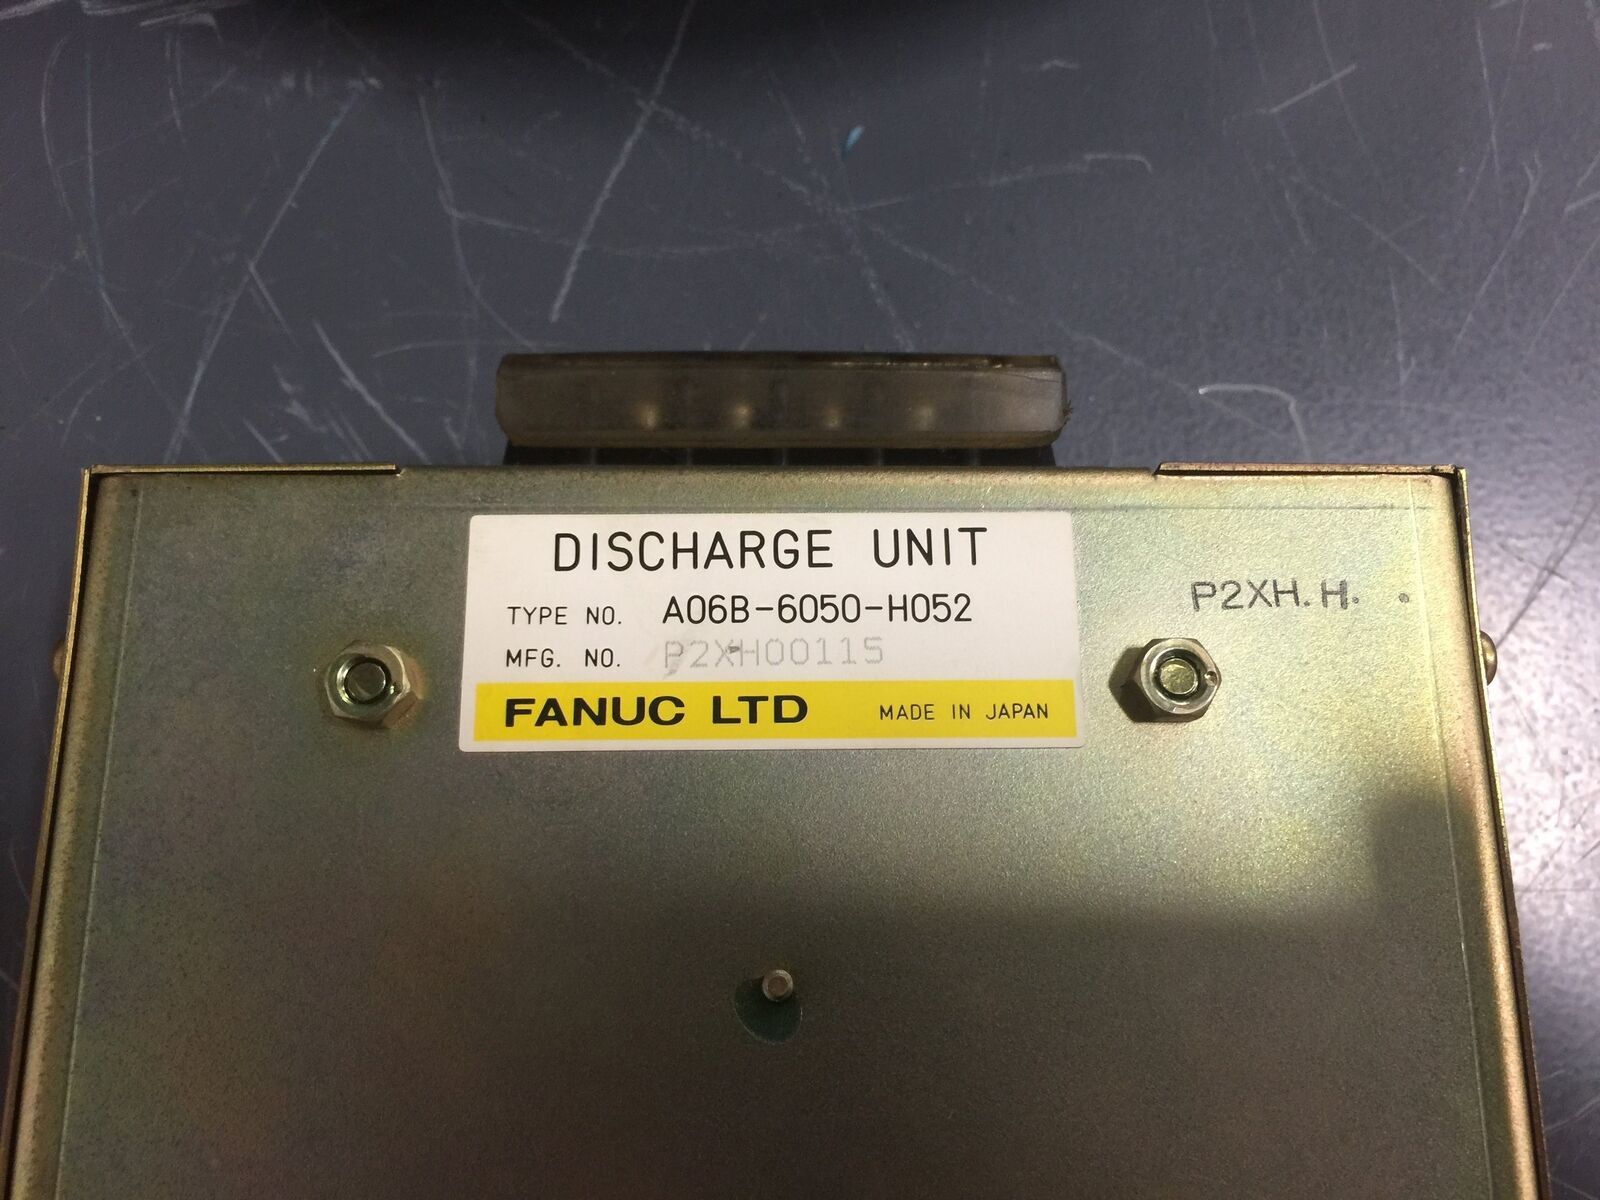 DISCHARGE UNIT
TYPE NO. A06B-6050-H052
MFG. NO. P2XH00115
FANUC LTD MADE IN JAPAN
P2XH.H.